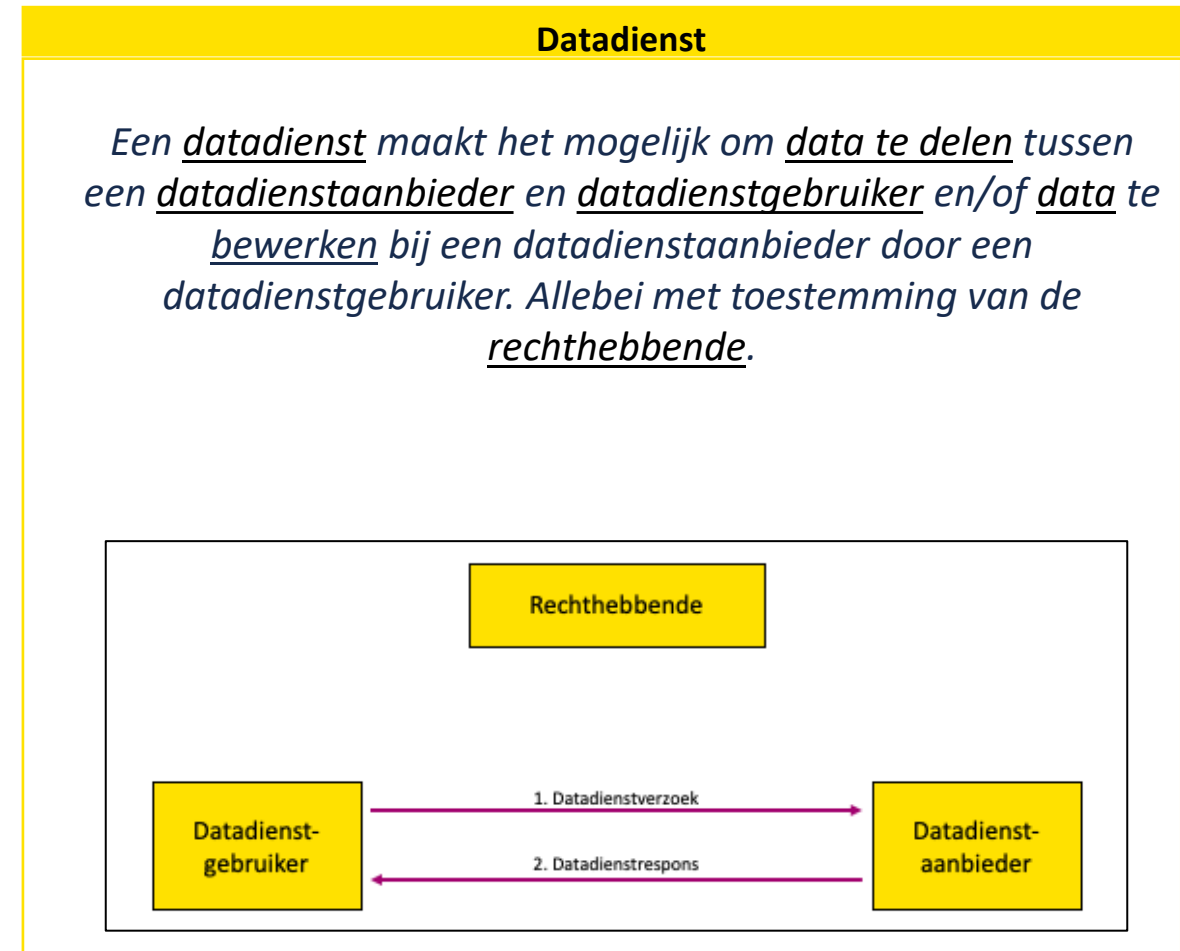 Datadienst
Een datadienst maakt het mogelijk om data te delen tussen
een datadienstaanbieder en datadienstgebruiker en/of data te
bewerken bij een datadienstaanbieder door een
datadienstgebruiker. Allebei met toestemming van de
rechthebbende.
Rechthebbende
Datadienst-
gebruiker
1. Datadienstverzoek
2. Datadienstrespons
Datadienst-
aanbieder